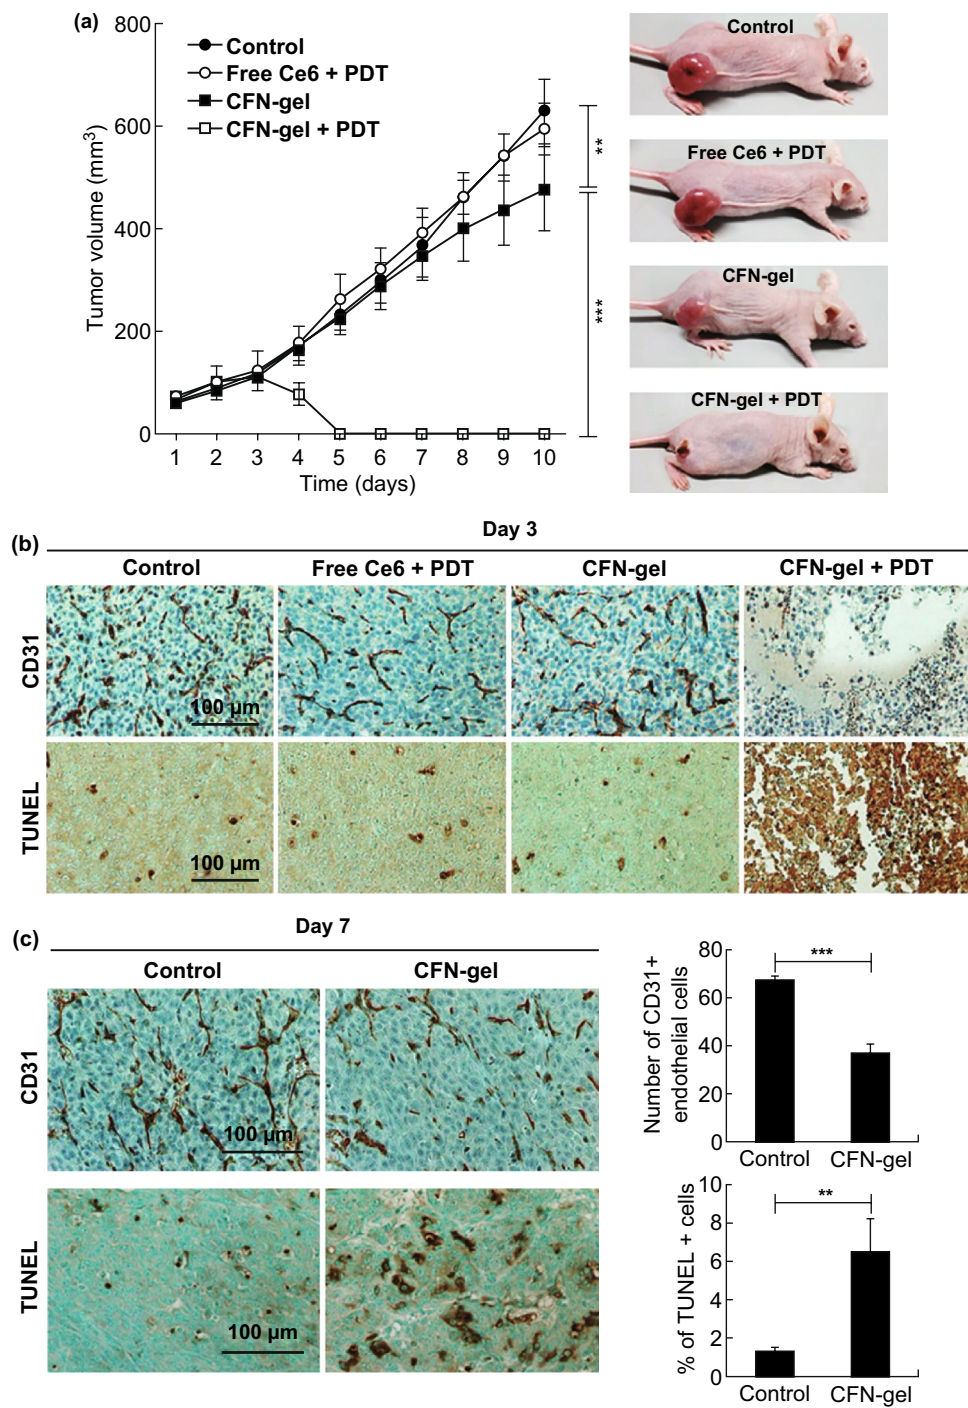 (a)
800
600
400
200
0
Tumor volume (mm³)
Control
Free Ce6 + PDT
CFN-gel
CFN-gel + PDT
1 2 3 4 5 6 7 8 9 10
Time (days)
**
***
Control
Free Ce6 + PDT
CFN-gel
CFN-gel + PDT
(b)
Day 3
Control Free Ce6 + PDT CFN-gel CFN-gel + PDT
CD31
100 µm
TUNEL
100 µm
(c)
Day 7
Control CFN-gel
CD31
100 µm
TUNEL
100 µm
Number of CD31+
endothelial cells
80
60
40
20
0
***
Control CFN-gel
% of TUNEL + cells
10
8
6
4
2
0
**
Control CFN-gel